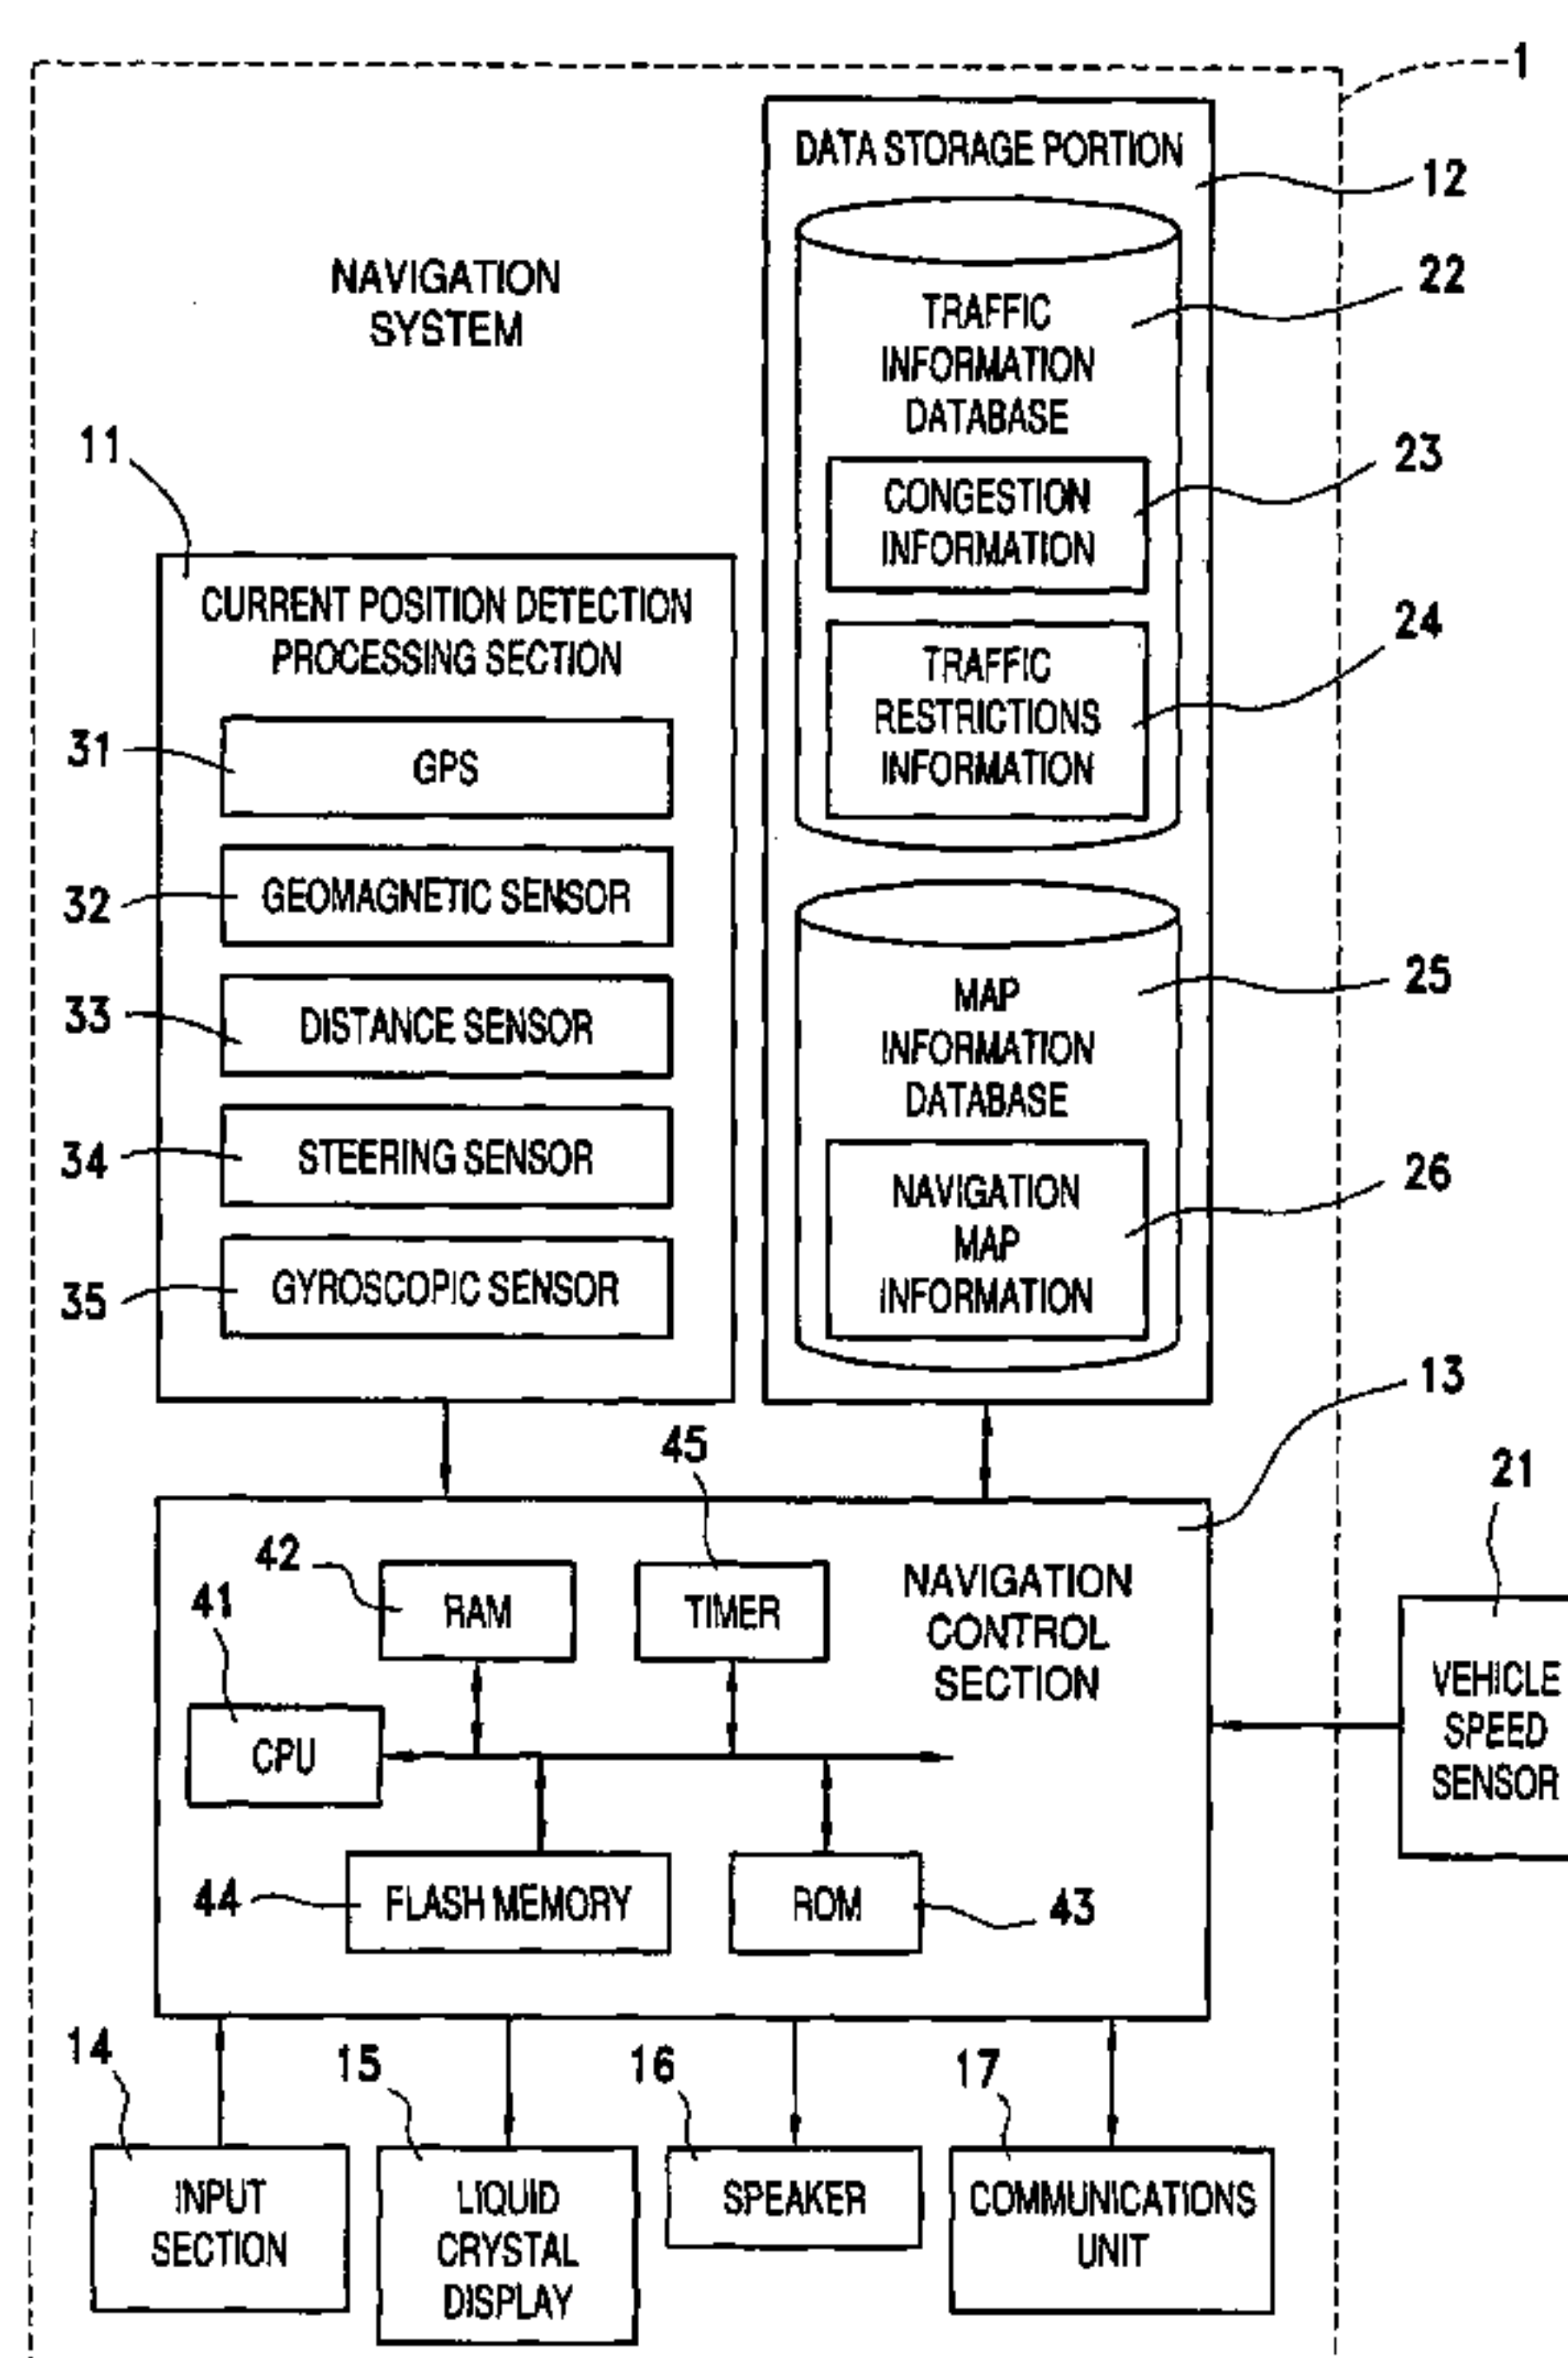 1
DATA STORAGE PORTION
12
NAVIGATION
SYSTEM
22
TRAFFIC
INFORMATION
DATABASE
11
23
CONGESTION
INFORMATION
CURRENT POSITION DETECTION
PROCESSING SECTION
24
TRAFFIC
RESTRICTIONS
INFORMATION
31
GPS
32
GEOMAGNETIC SENSOR
33
DISTANCE SENSOR
34
STEERING SENSOR
35
GYROSCOPIC SENSOR
25
MAP
INFORMATION
DATABASE
26
NAVIGATION
MAP
INFORMATION
13
45
42
RAM
TIMER
NAVIGATION
CONTROL
SECTION
41
CPU
21
VEHICLE
SPEED
SENSOR
44
FLASH MEMORY
ROM
43
14
15
16
17
INPUT
SECTION
LIQUID
CRYSTAL
DISPLAY
SPEAKER
COMMUNICATIONS
UNIT